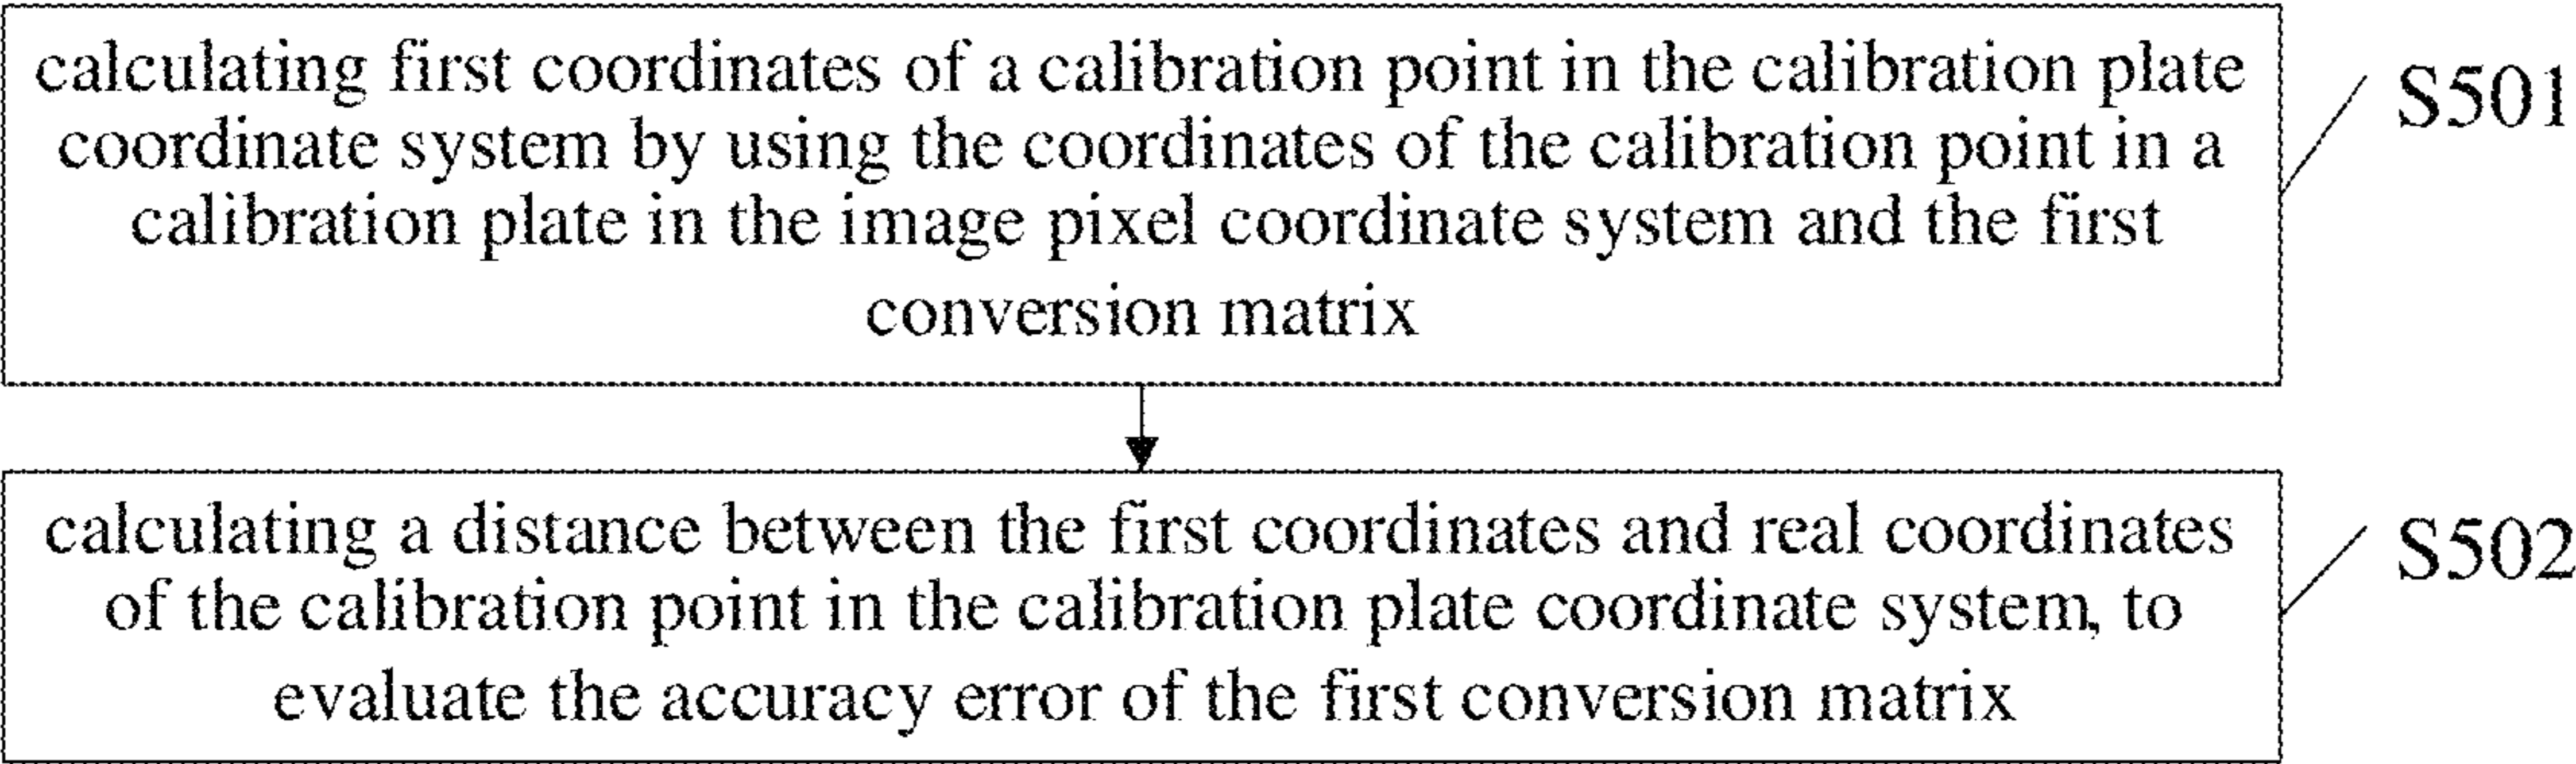 calculating first coordinates of a calibration point in the calibration plate
coordinate system by using the coordinates of the calibration point in a
calibration plate in the image pixel coordinate system and the first
conversion matrix
S501
calculating a distance between the first coordinates and real coordinates
of the calibration point in the calibration plate coordinate system, to
evaluate the accuracy error of the first conversion matrix
S502